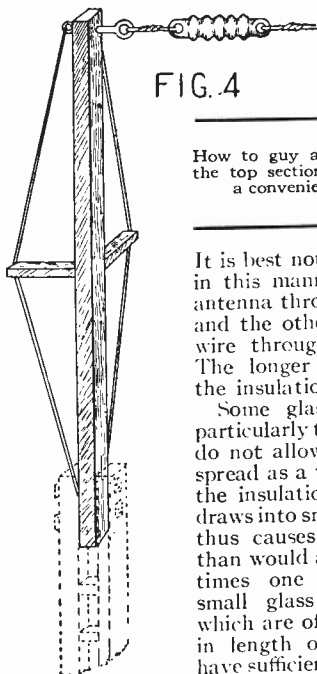 FIG. 4
How to guy a
the top section
a convenie
It is best not
in this mann
antenna thro
and the othe
wire throug
The longer
the insulatio
Some glas
particularly t
do not allow
spread as a
the insulatio
draws into sm
thus causes
than would a
times one
small glass
which are of
in length o
have sufficien